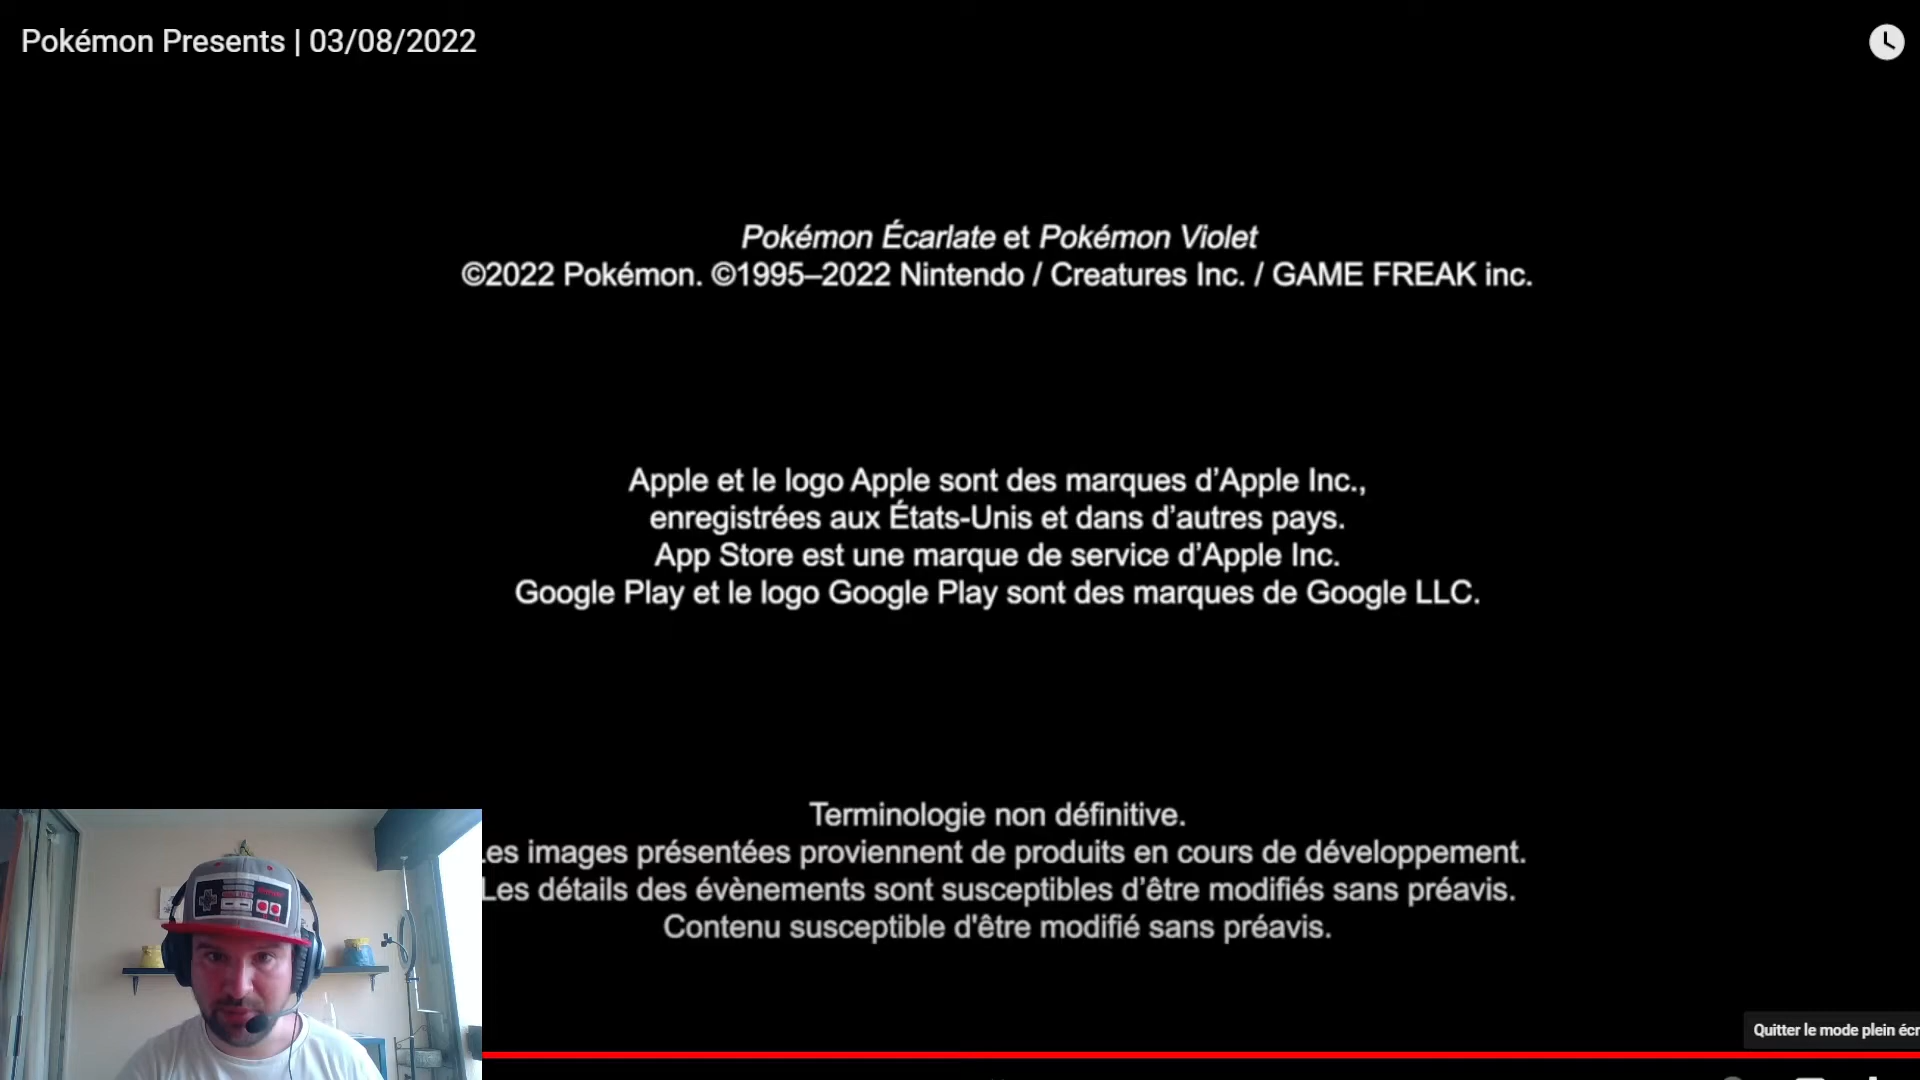 Pokémon Presents | 03/08/2022
Pokémon Écarlate et Pokémon Violet
©2022 Pokémon. ©1995–2022 Nintendo / Creatures Inc. / GAME FREAK inc.
Apple et le logo Apple sont des marques d’Apple Inc.,
enregistrées aux États-Unis et dans d’autres pays.
App Store est une marque de service d’Apple Inc.
Google Play et le logo Google Play sont des marques de Google LLC.
Terminologie non définitive.
Les images présentées proviennent de produits en cours de développement.
Les détails des évènements sont susceptibles d’être modifiés sans préavis.
Contenu susceptible d'être modifié sans préavis.
Quitter le mode plein écr